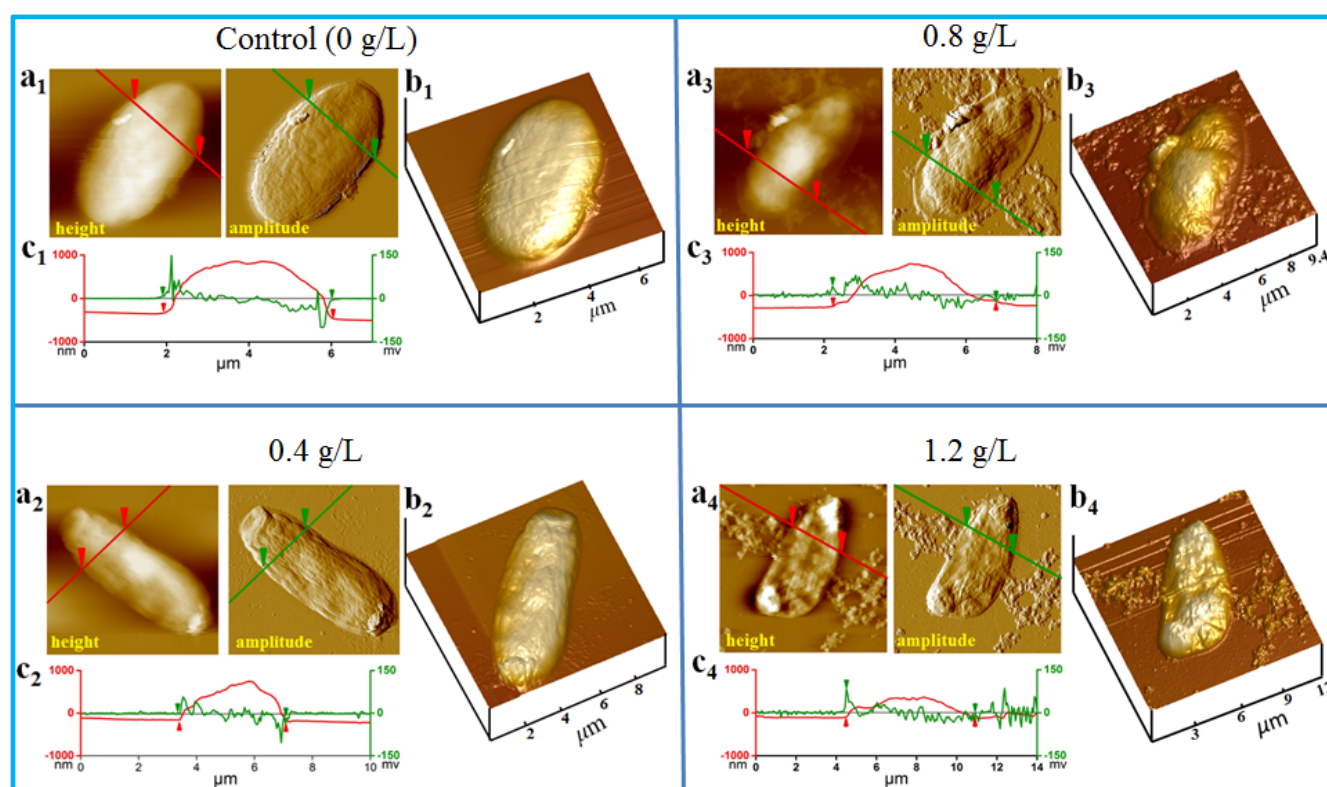 Control (0 g/L)
a1
height
amplitude
b1
2
4
6
μm
c1
1000
0
-1000
nm
0
2
4
6
μm
150
0
-150
mv
0.8 g/L
a3
height
amplitude
b3
2
4
6
8
9.4
μm
c3
1000
0
-1000
nm
0
2
4
6
8
μm
150
0
-150
mv
0.4 g/L
a2
height
amplitude
b2
2
4
6
8
μm
c2
1000
0
-1000
nm
0
2
4
6
8
10
μm
150
0
-150
mv
1.2 g/L
a4
height
amplitude
b4
3
6
9
μm
c4
1000
0
-1000
nm
0
2
4
6
8
10
12
14
μm
150
0
-150
mv